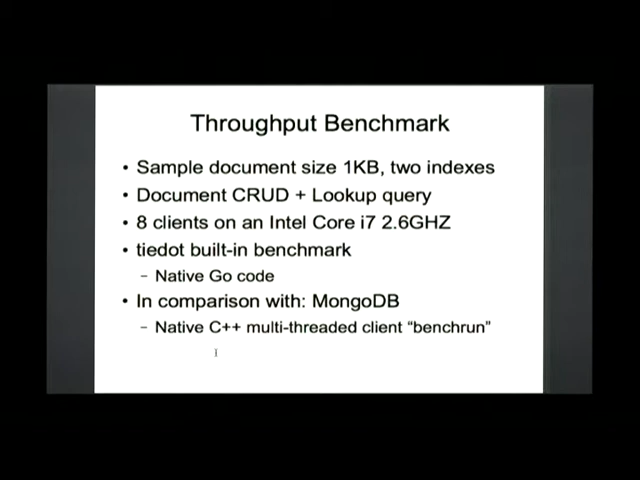 Throughput Benchmark
• Sample document size 1KB, two indexes
• Document CRUD + Lookup query
• 8 clients on an Intel Core i7 2.6GHZ
• tiedot built-in benchmark
– Native Go code
• In comparison with: MongoDB
– Native C++ multi-threaded client “benchrun”